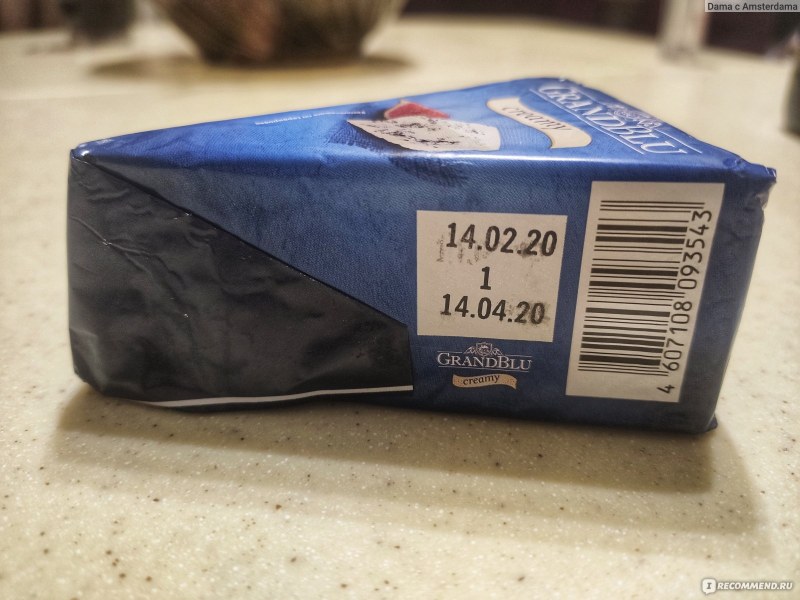 Dama с Amsterdama
GRANDBLU
creamy
14.02.20
1
14.04.20
GRANDBLU
creamy
4 607108 093543
I RECOMMEND.RU